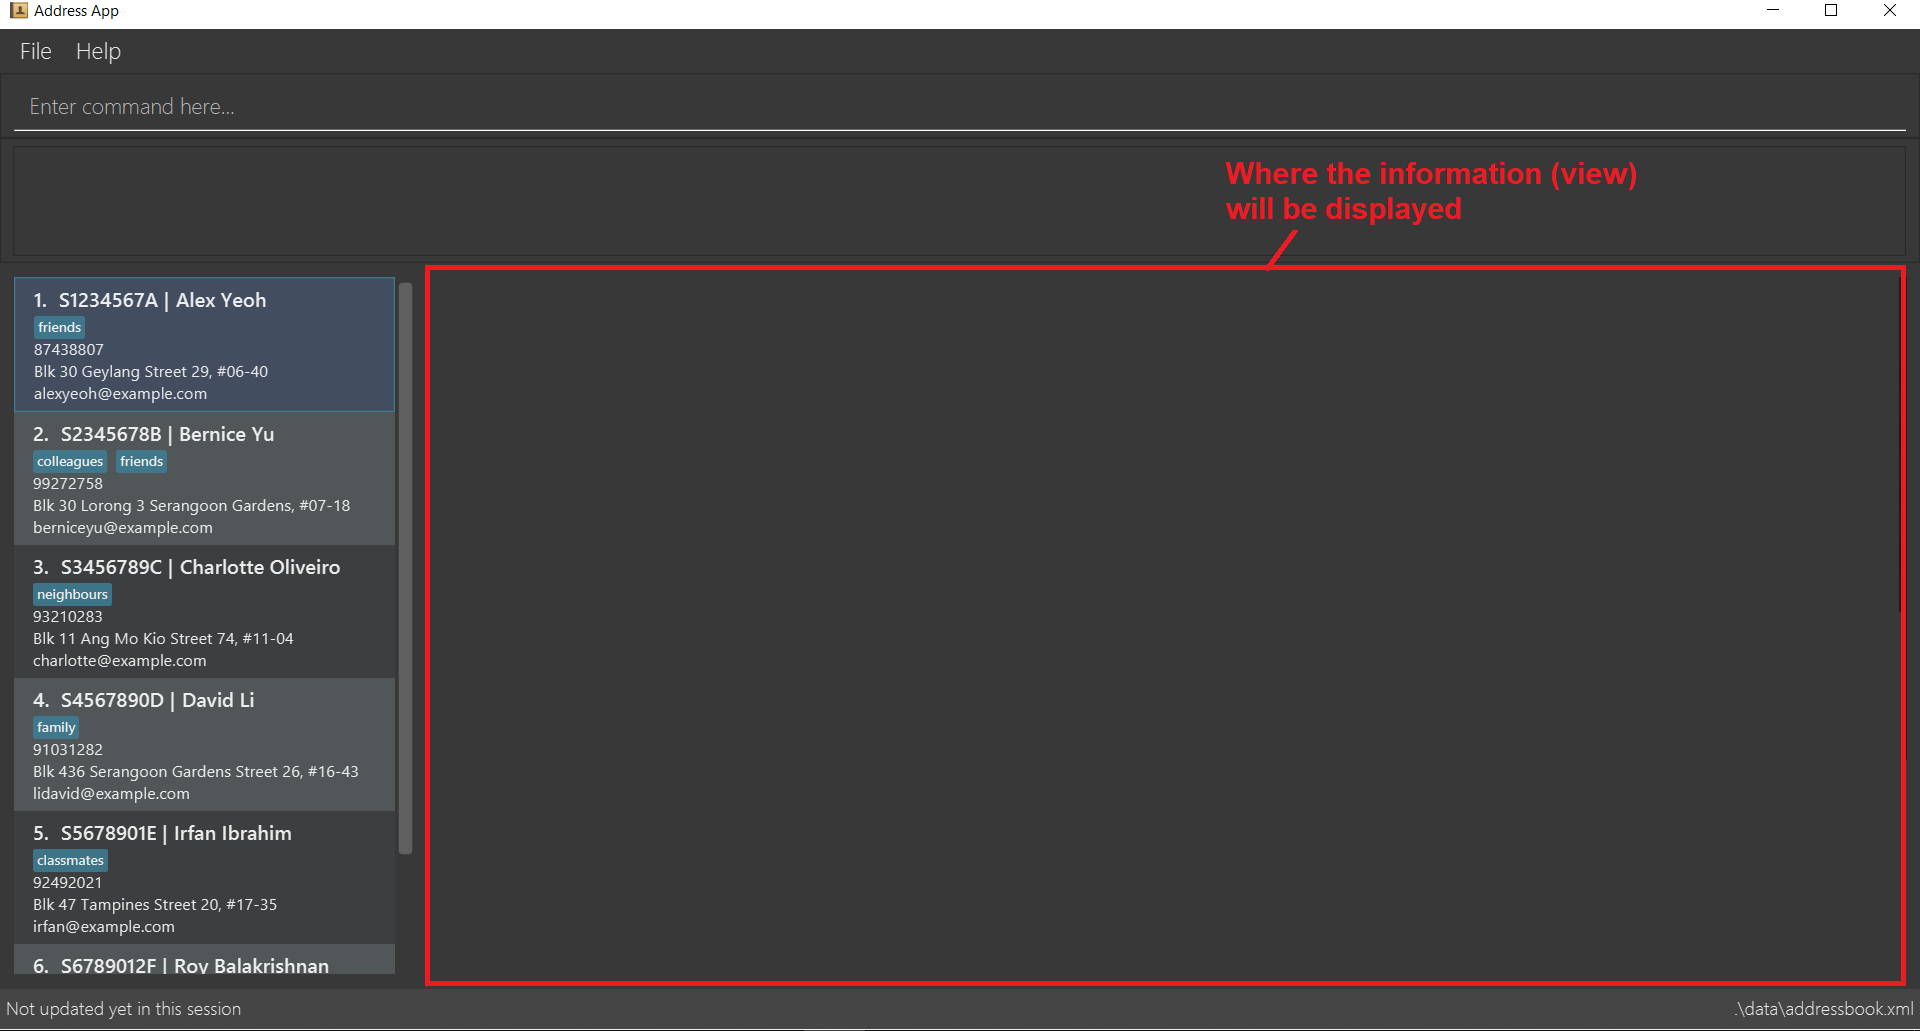 Address App
File Help
Enter command here...
Where the information (view)
will be displayed
1. S1234567A | Alex Yeoh
friends
87438807
Blk 30 Geylang Street 29, #06-40
alexyeoh@example.com
2. S2345678B | Bernice Yu
colleagues friends
99272758
Blk 30 Lorong 3 Serangoon Gardens, #07-18
berniceyu@example.com
3. S3456789C | Charlotte Oliveiro
neighbours
93210283
Blk 11 Ang Mo Kio Street 74, #11-04
charlotte@example.com
4. S4567890D | David Li
family
91031282
Blk 436 Serangoon Gardens Street 26, #16-43
lidavid@example.com
5. S5678901E | Irfan Ibrahim
classmates
92492021
Blk 47 Tampines Street 20, #17-35
irfan@example.com
6. S6789012F | Roy Balakrishnan
Not updated yet in this session
.\data\addressbook.xml